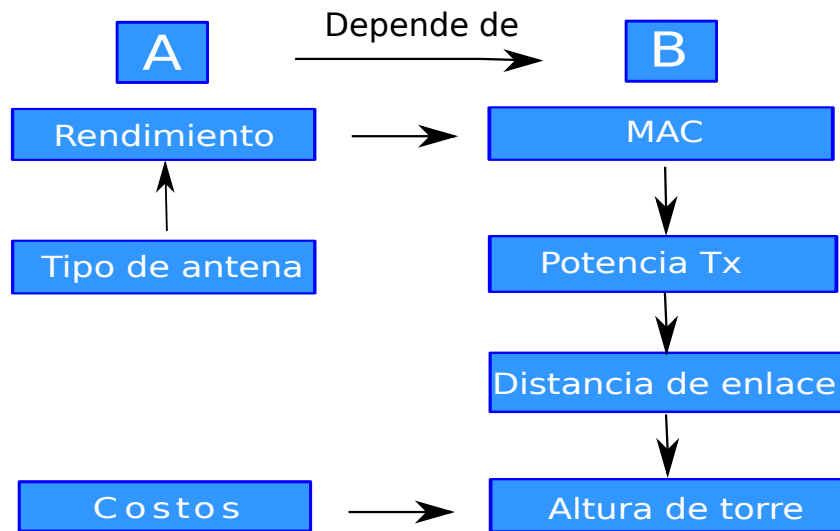 A
Depende de
B
Rendimiento
MAC
Tipo de antena
Potencia Tx
Distancia de enlace
Costos
Altura de torre